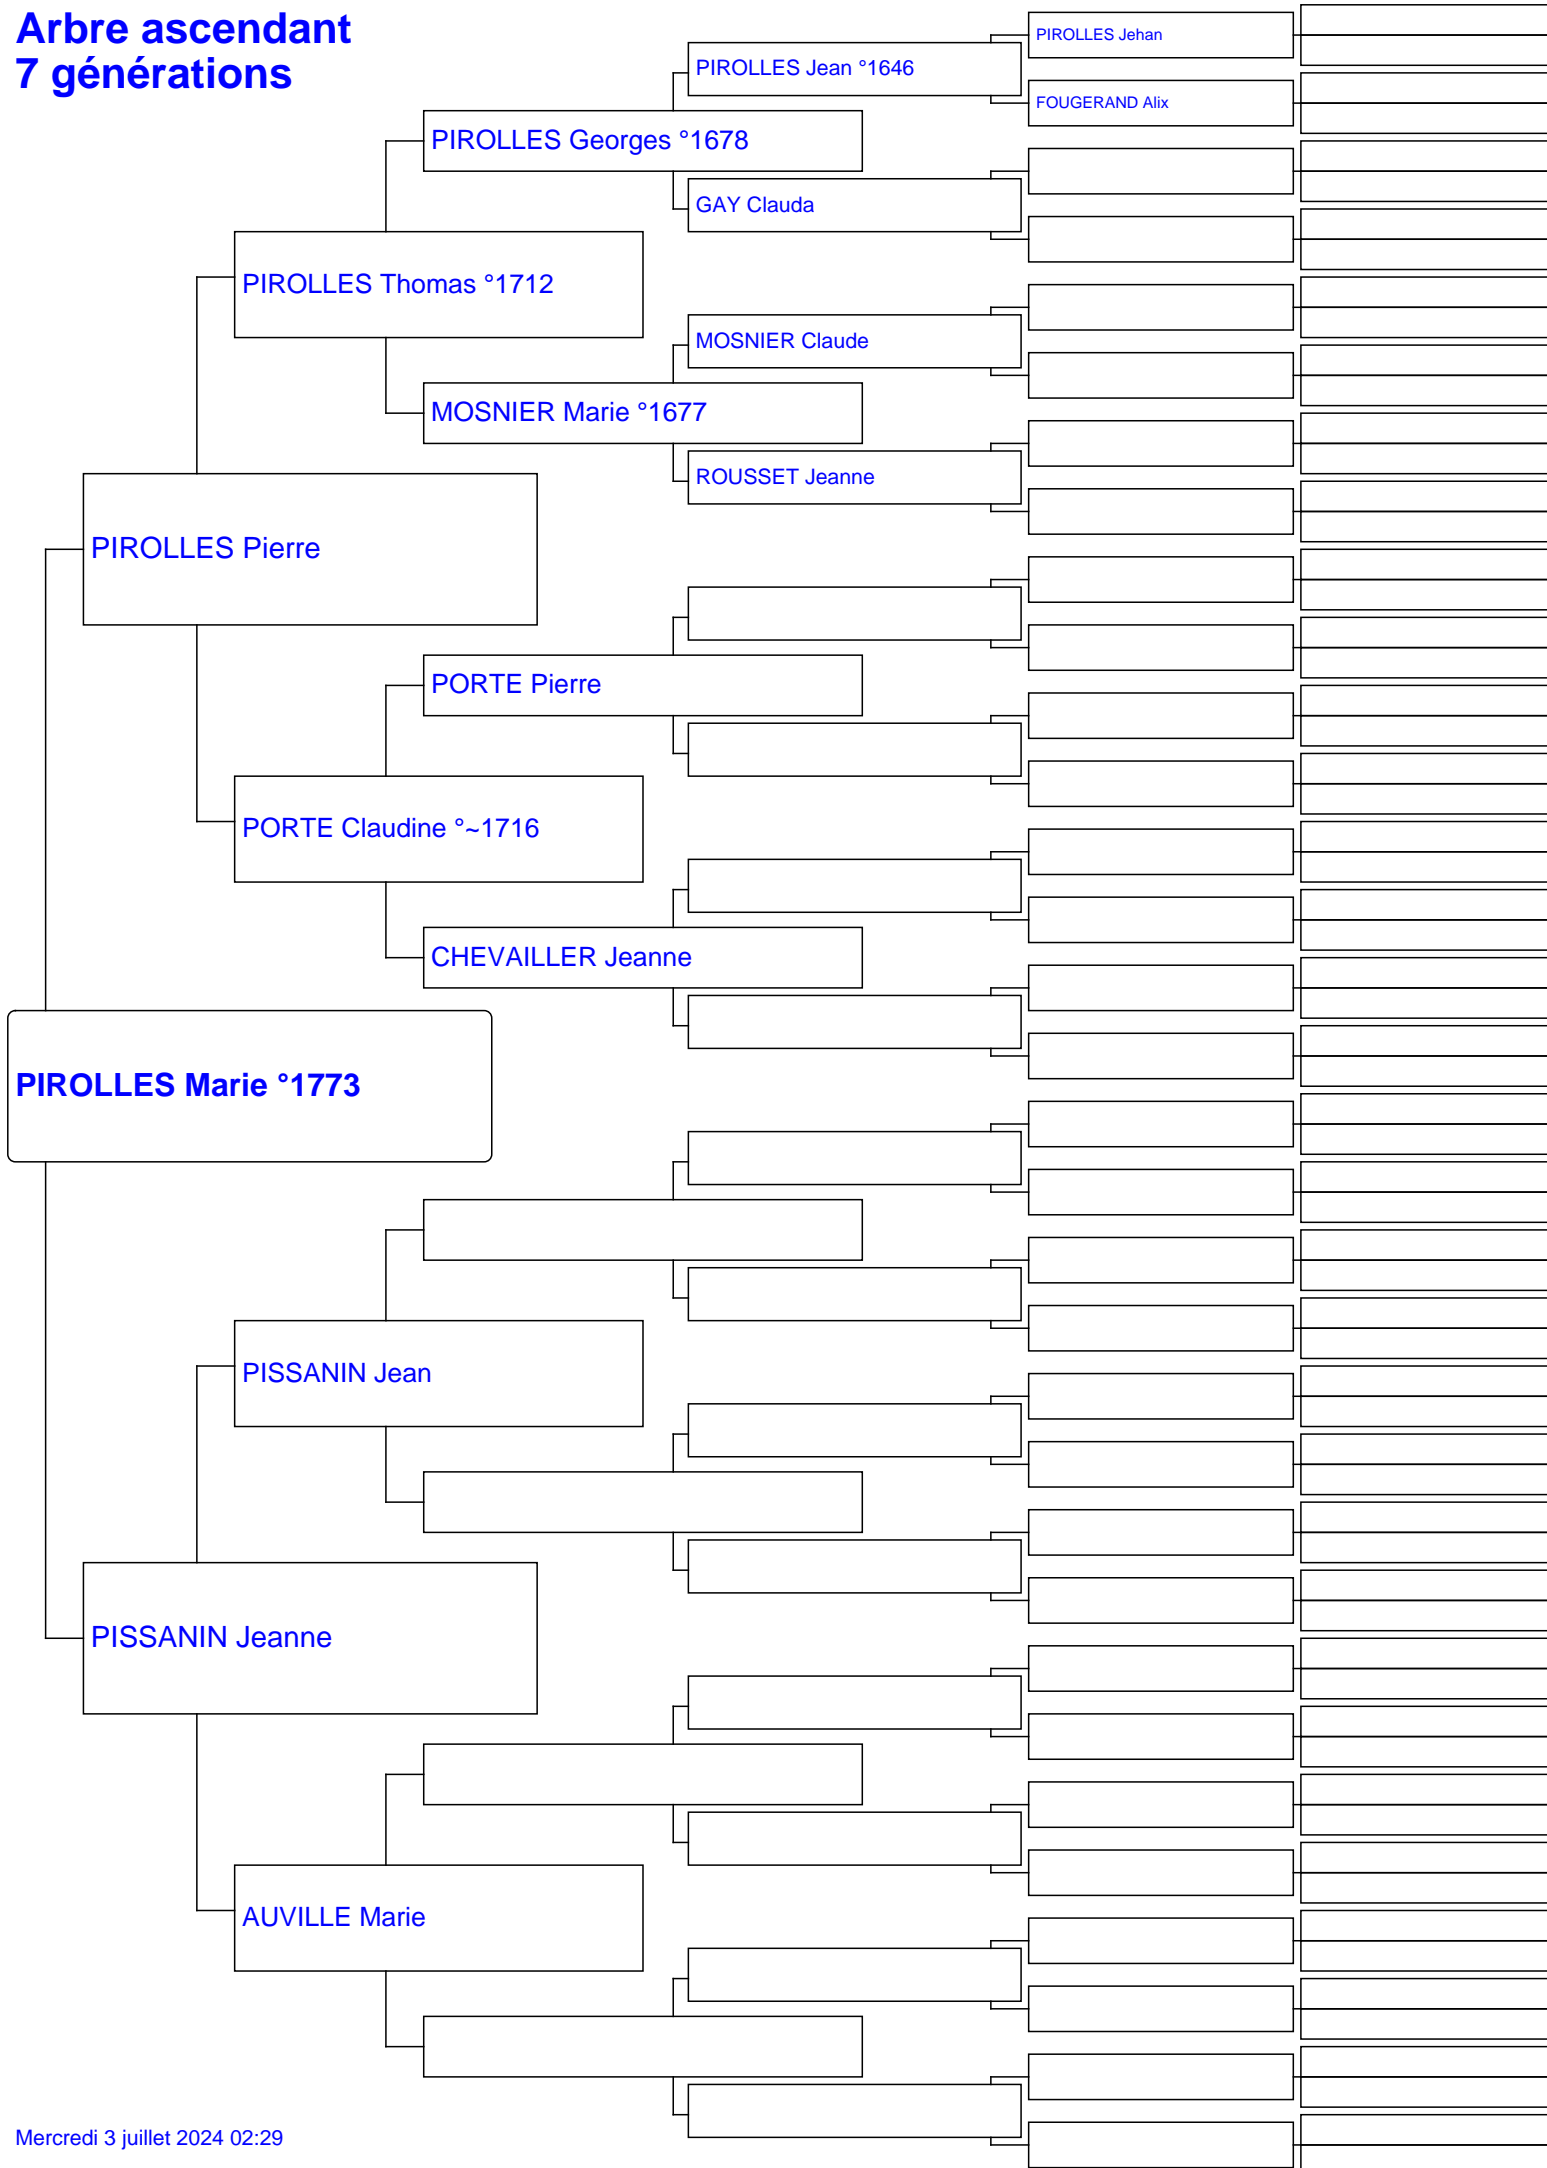 Arbre ascendant
7 générations
PIROLLES Jehan
PIROLLES Jean °1646
FOUGERAND Alix
PIROLLES Georges °1678
GAY Clauda
PIROLLES Thomas °1712
MOSNIER Claude
MOSNIER Marie °1677
ROUSSET Jeanne
PIROLLES Pierre
PORTE Pierre
PORTE Claudine °~1716
CHEVAILLER Jeanne
PIROLLES Marie °1773
PISSANIN Jean
PISSANIN Jeanne
AUVILLE Marie
Mercredi 3 juillet 2024 02:29